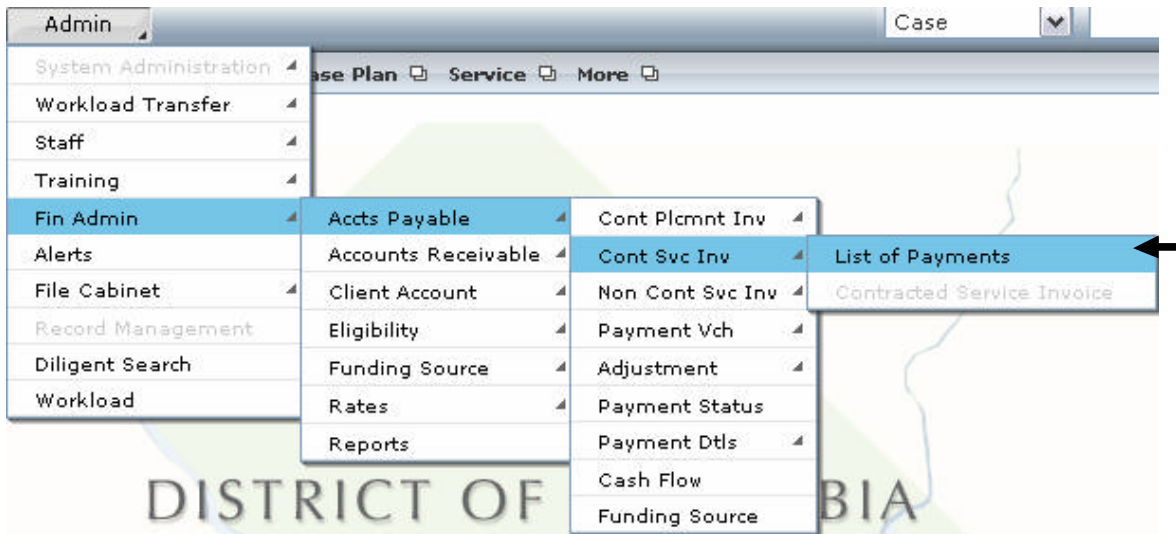 Admin
Case
System Administration
ase Plan Service More
Workload Transfer
Staff
Training
Fin Admin
Alerts
File Cabinet
Record Management
Diligent Search
Workload
Accts Payable
Accounts Receivable
Client Account
Eligibility
Funding Source
Rates
Reports
Cont Plcmnt Inv
Cont Svc Inv
Non Cont Svc Inv
Payment Vch
Adjustment
Payment Status
Payment Dtls
Cash Flow
Funding Source
List of Payments
Contracted Service Invoice
DISTRICT OF BIA